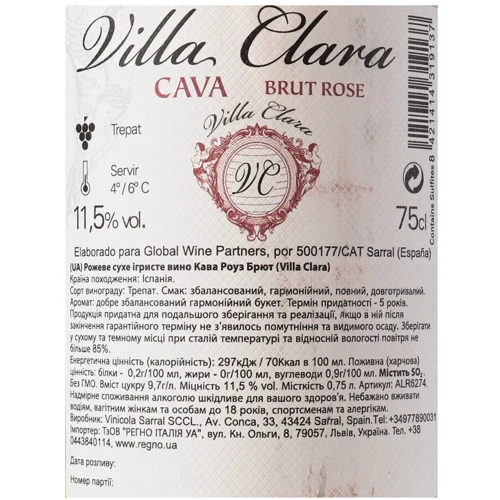 Villa Clara
CAVA BRUT ROSE
Villa Clara
VC
Trepat
Servir
4º/6º C
11,5% vol.
75cl
Contains Sulfites
8 421414 319137
Elaborado para Global Wine Partners, por 500177/CAT Sarral (España)
(UA) Рожеве сухе ігристе вино Кава Роуз Брют (Villa Clara)
Країна походження: Іспанія.
Сорт винограду: Трепат. Смак: збалансований, гармонійний, повний, довготривалий.
Аромат: добре збалансований гармонійний букет. Термін придатності - 5 років.
Продукція придатна для подальшого зберігання та реалізації, якщо в ній після
закінчення гарантійного терміну не з'явилось помутніння та видимого осаду. Зберігати
у сухому та темному місці при сталій температурі та відносній вологості повітря не
більше 85%.
Енергетична цінність (калорійність): 297кДж / 70Ккал в 100 мл. Поживна (харчова)
цінність: білки - 0,2г/100 мл, жири - 0г/100 мл, вуглеводи 0,9г/100 мл. Містить SO₂.
Без ГМО. Вміст цукру 9,7г/л. Міцність 11,5 % vol. Місткість 0,75 л. Артикул: ALR6274.
Надмірне споживання алкоголю шкідливе для вашого здоров'я. Небажано вживати
водіям, вагітним жінкам та особам до 18 років, спортсменам та алергікам.
Виробник: Vinicola Sarral SCCL., Av. Conca, 33, 43424 Safral, Spain.Tel:+34977890031
Імпортер: ТзОВ "РЕГНО ІТАЛІЯ УА", вул. Кн. Ольги, 8, 79057, Львів, Україна. Тел. +38
0443840114, www.regno.ua
Дата розливу:
Номер партії: